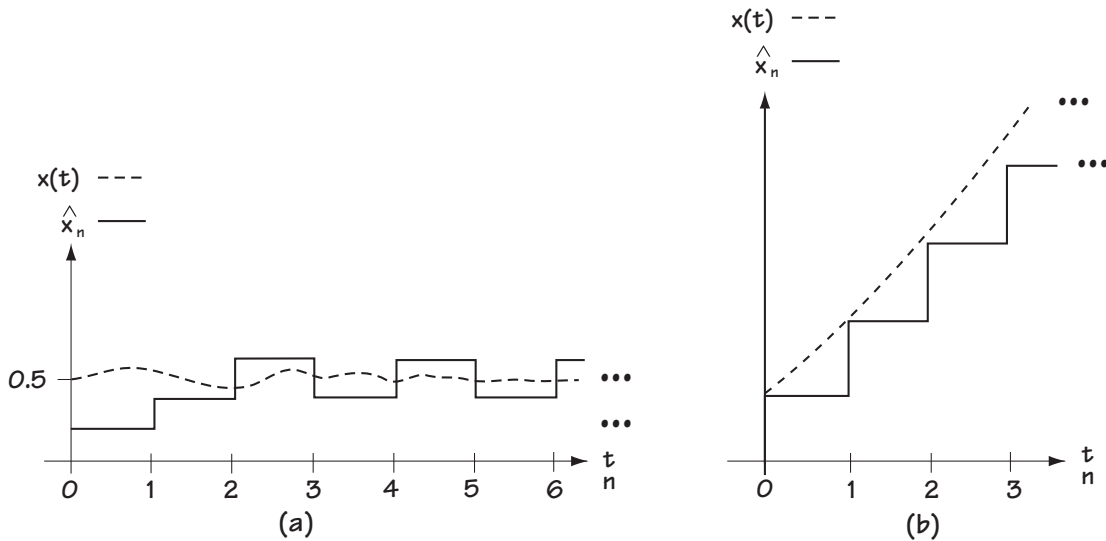 x(t)
x̂n
0.5
•••
•••
0 1 2 3 4 5 6
t
n
(a)
x(t)
x̂n
•••
•••
0 1 2 3
t
n
(b)